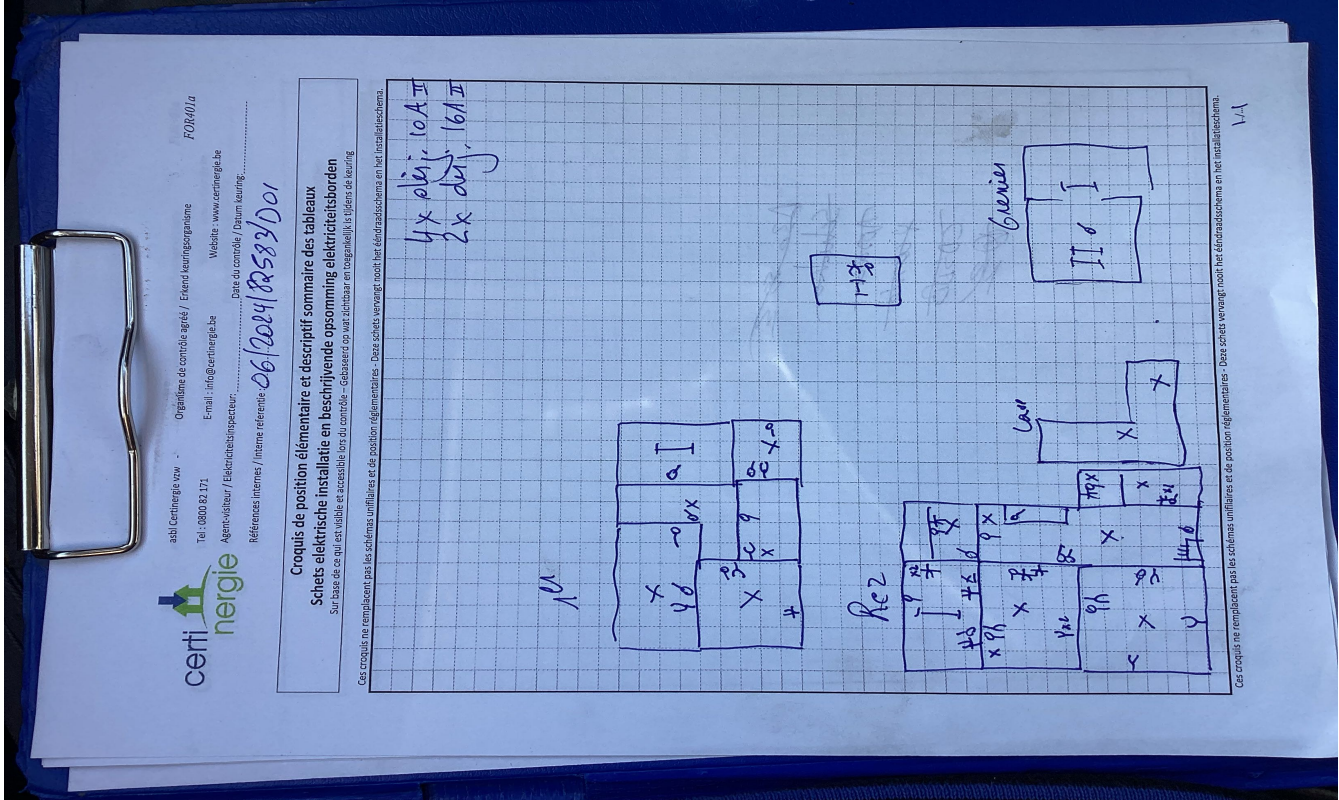 certi
nergie
asbl Certinergie vzw - Organisme de contrôle agréé / Erkend keuringsorganisme FOR401a
Tel : 0800 82 171 E-mail : info@certinergie.be Website : www.certinergie.be
Agent-visiteur / Elektriciteitsinspecteur: Date du contrôle / Datum keuring:
Références internes / Interne referentie 06/2024/82583/D01
Croquis de position élémentaire et descriptif sommaire des tableaux
Schets elektrische installatie en beschrijvende opsomming elektriciteitsborden
Sur base de ce qui est visible et accessible lors du contrôle – Gebaseerd op wat zichtbaar en toegankelijk is tijdens de keuring
Ces croquis ne remplacent pas les schémas unifilaires et de position réglementaires - Deze schets vervangt nooit het ééndraadsschema en het installatieschema.
4x disj. 10A II
2x disj. 16A II
Grenier
Ces croquis ne remplacent pas les schémas unifilaires et de position réglementaires - Deze schets vervangt nooit het ééndraadsschema en het installatieschema.